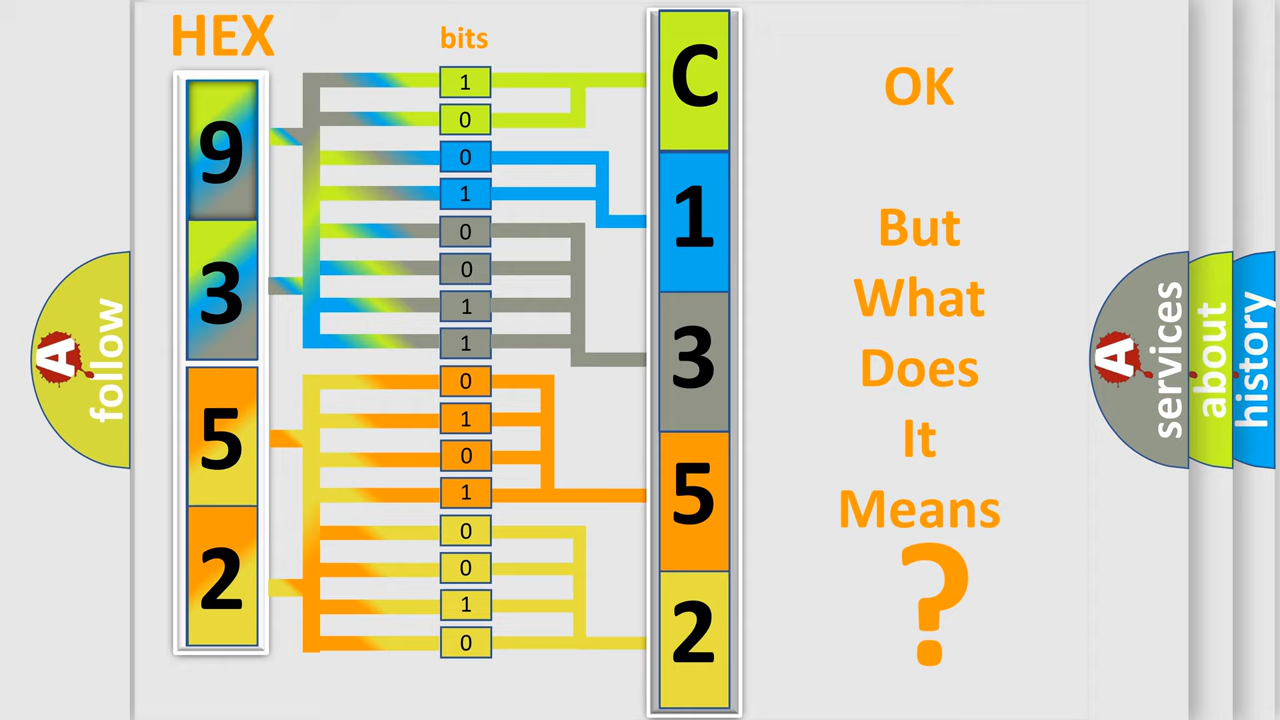 HEX
bits
9
3
5
2
1
0
0
1
0
0
1
1
0
1
0
1
0
0
1
0
C
1
3
5
2
OK
But
What
Does
It
Means
?
A
follow
A
services
about
history